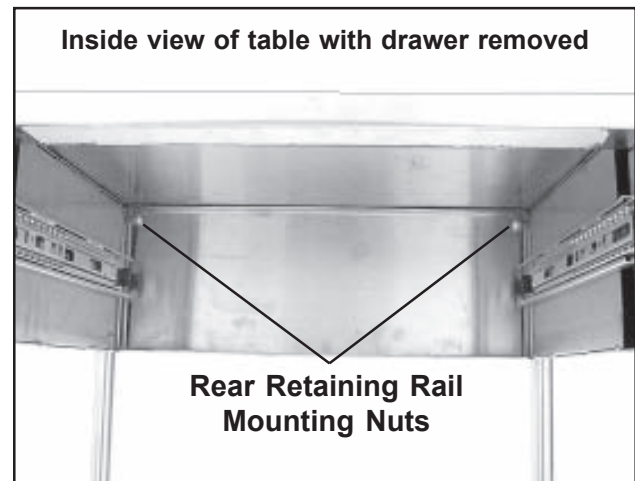 Inside view of table with drawer removed
Rear Retaining Rail
Mounting Nuts